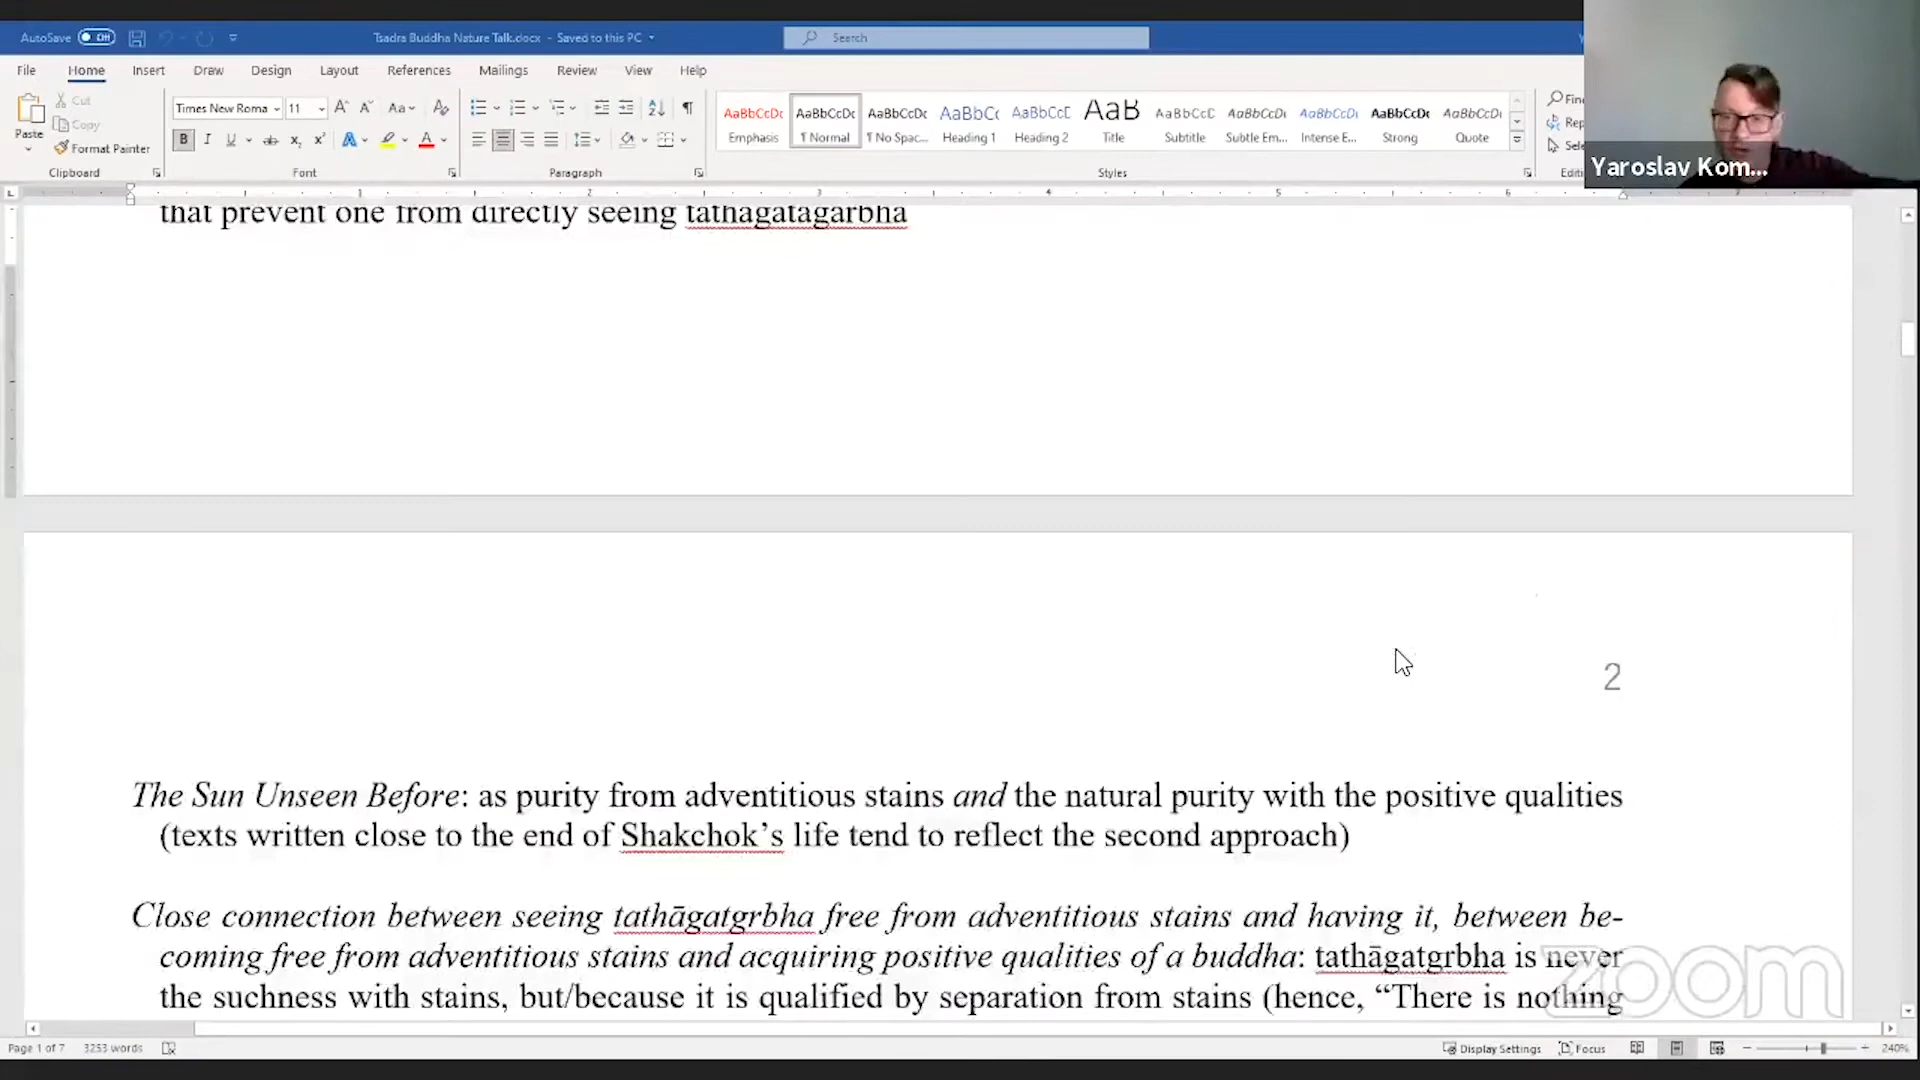 AutoSave Off Tsadra Buddha Nature Talk.docx - Saved to this PC Search
File Home Insert Draw Design Layout References Mailings Review View Help
Cut
Copy
Format Painter
Paste
Clipboard
Times New Roma 11
Font
Paragraph
AaBbCcDc AaBbCcDc AaBbCcDc AaBbCc AaBbCcD AaB AaBbCcD AaBbCcDt AaBbCcDt AaBbCcDc AaBbCcDt
Emphasis ¶ Normal ¶ No Spac... Heading 1 Heading 2 Title Subtitle Subtle Em... Intense E... Strong Quote
Styles
Yaroslav Kom...
that prevent one from directly seeing tathāgatagarbha
2
The Sun Unseen Before: as purity from adventitious stains and the natural purity with the positive qualities
(texts written close to the end of Shakchok’s life tend to reflect the second approach)
Close connection between seeing tathāgatgrbha free from adventitious stains and having it, between be-
coming free from adventitious stains and acquiring positive qualities of a buddha: tathāgatgrbha is never
the suchness with stains, but/because it is qualified by separation from stains (hence, “There is nothing
zoom
Page 1 of 7 3253 words Display Settings Focus 240%